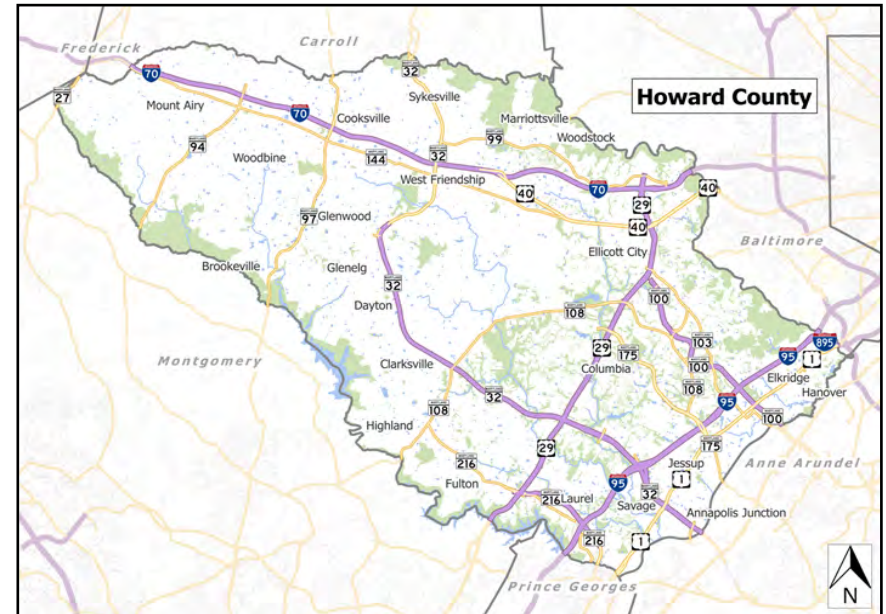 Frederick
Carroll
70
32
27
Mount Airy
Sykesville
Howard County
70
Cooksville
Marriottsville
94
99
Woodstock
Woodbine
144
32
West Friendship
40
70
40
29
97
Glenwood
40
Baltimore
Ellicott City
Brookeville
Glenelg
32
100
Dayton
108
103
895
29
175
95
1
Montgomery
Clarksville
Columbia
100
Elkridge
32
108
Hanover
95
108
100
Highland
29
175
216
Jessup
Anne Arundel
Fulton
95
1
216
Laurel
32
Savage
Annapolis Junction
216
1
Prince Georges
N